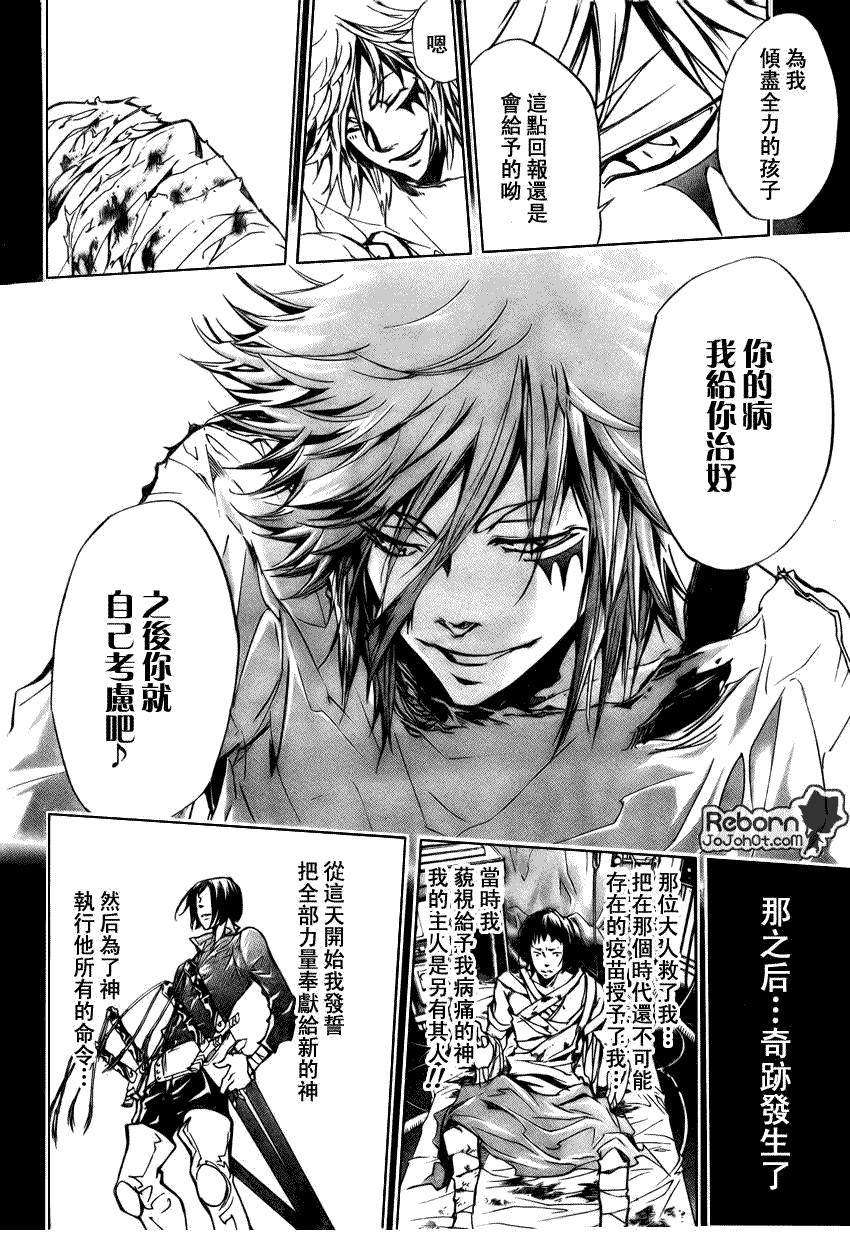 為我
傾盡全力的孩子
這點回報還是
會給予的呦
嗯
你的病
我給你治好
之後你就
自己考慮吧♪
Reborn
JoJoHOt.com
那之后…奇跡發生了
那位大人救了我…
把在那個時代還不可能
存在的疫苗授予了我…
當時我
藐視給予我病痛的神
我的主人是另有其人!!
從這天開始我發誓
把全部力量奉獻給新的神
然后為了神
執行他所有的命令…